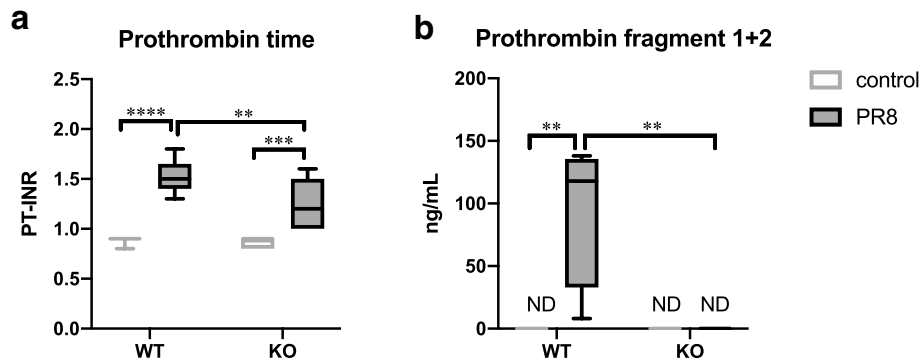 a
Prothrombin time
PT-INR
2.5
2.0
1.5
1.0
0.5
0.0
****
**
***
WT
KO
b
Prothrombin fragment 1+2
ng/mL
200
150
100
50
0
**
**
ND
ND
ND
WT
KO
control
PR8